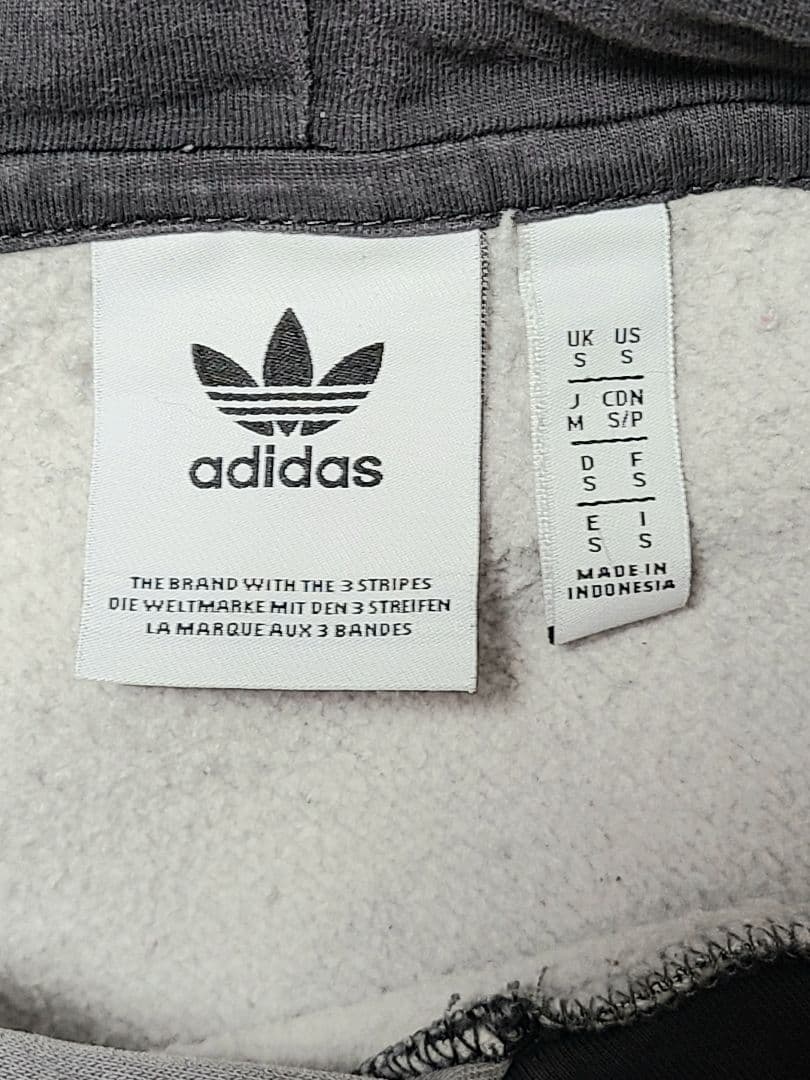 adidas
THE BRAND WITH THE 3 STRIPES
DIE WELTMARKE MIT DEN 3 STREIFEN
LA MARQUE AUX 3 BANDES
UK US
S S
J CDN
M S/P
D F
S S
E I
S S
MADE IN
INDONESIA